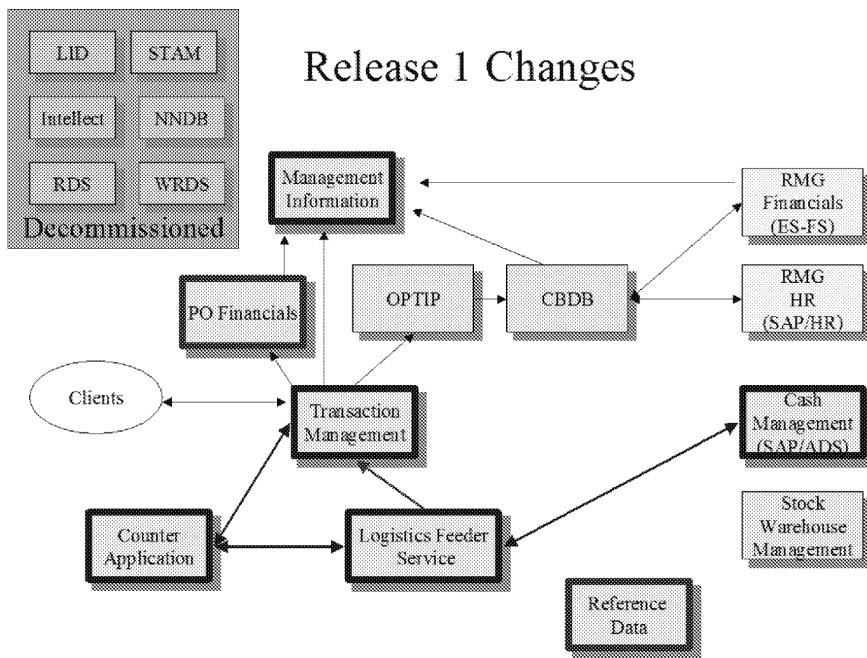 LID
STAM
Release 1 Changes
Intellect
NNDB
RDS
WRDS
Decommissioned
Management
Information
RMG
Financials
(ES-FS)
PO Financials
OPTIP
CBDB
RMG
HR
(SAP/HR)
Clients
Transaction
Management
Cash
Management
(SAP/ADS)
Counter
Application
Logistics Feeder
Service
Stock
Warehouse
Management
Reference
Data